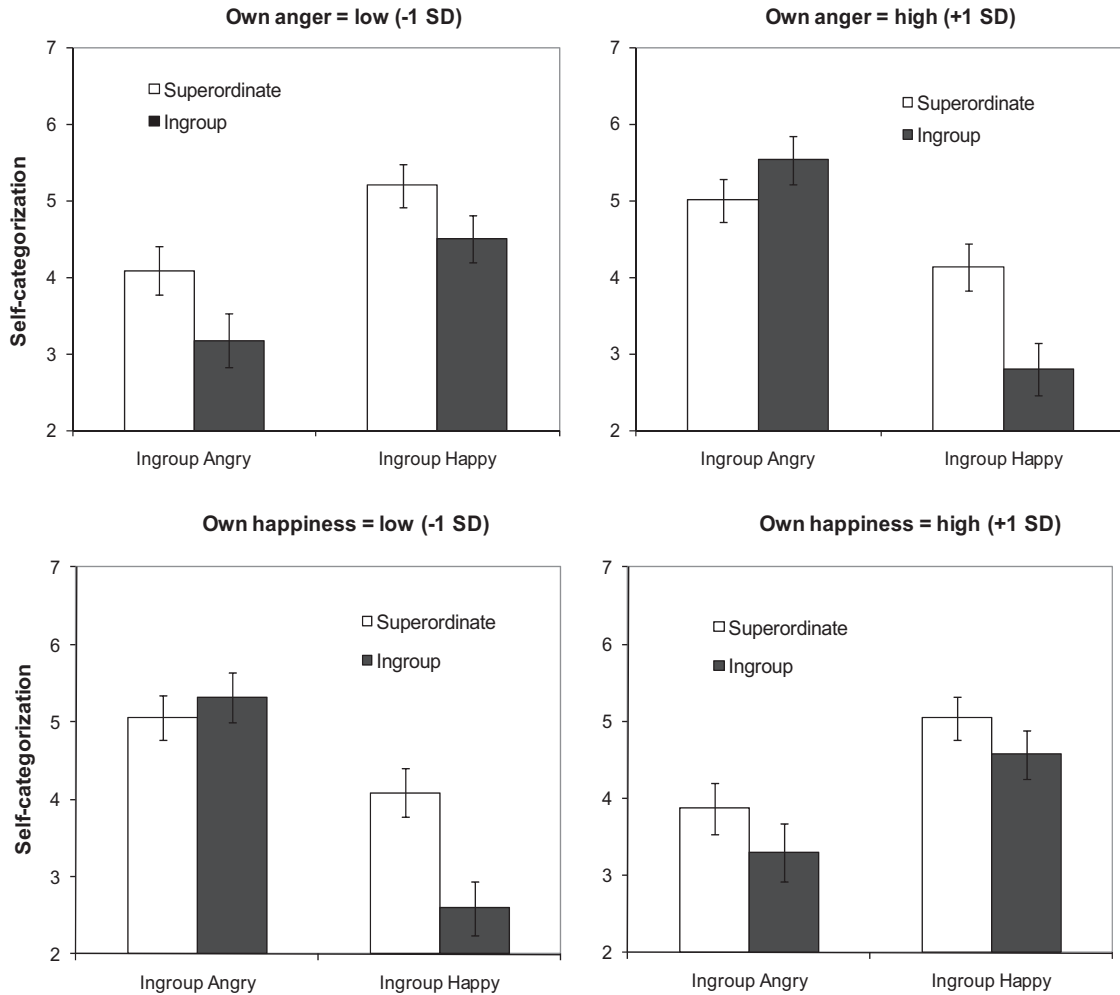 Own anger = low (-1 SD)
7
6
5
4
3
2
Self-categorization
Superordinate
Ingroup
Ingroup Angry
Ingroup Happy
Own anger = high (+1 SD)
7
6
5
4
3
2
Superordinate
Ingroup
Ingroup Angry
Ingroup Happy
Own happiness = low (-1 SD)
7
6
5
4
3
2
Self-categorization
Superordinate
Ingroup
Ingroup Angry
Ingroup Happy
Own happiness = high (+1 SD)
7
6
5
4
3
2
Superordinate
Ingroup
Ingroup Angry
Ingroup Happy